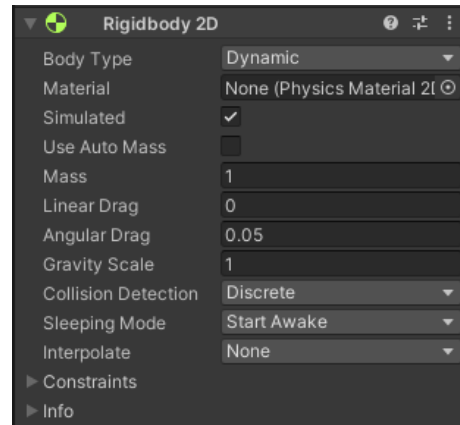 Rigidbody 2D
Body Type Dynamic
Material None (Physics Material 2
Simulated
Use Auto Mass
Mass 1
Linear Drag 0
Angular Drag 0.05
Gravity Scale 1
Collision Detection Discrete
Sleeping Mode Start Awake
Interpolate None
Constraints
Info